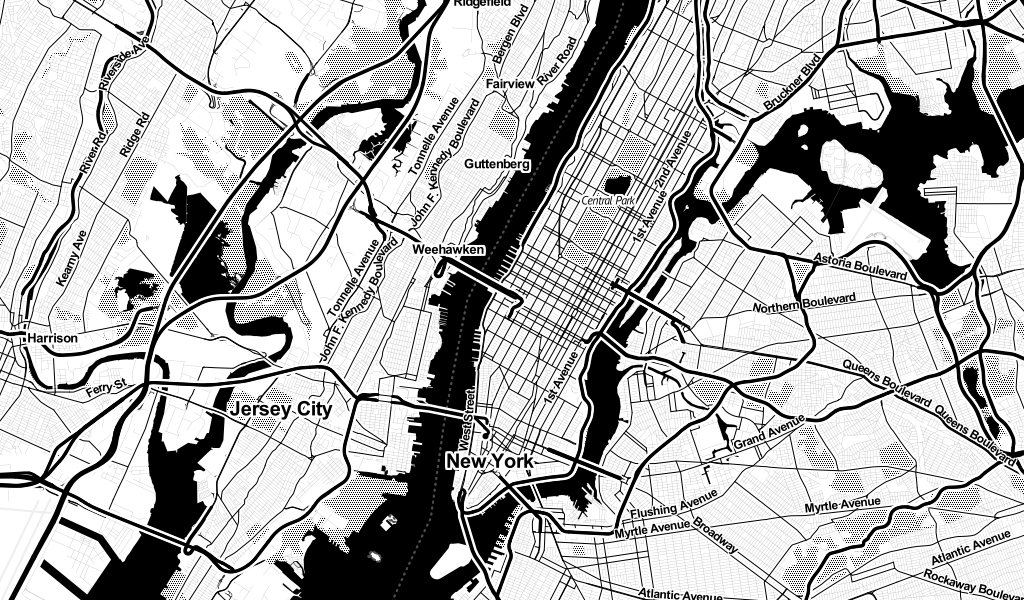 Ridgefield
Bergen Blvd
Riverside Ave
River Road
Bruckner Blvd
Fairview
Tonnelle Avenue
John F. Kennedy Boulevard
Ridge Rd
River Rd
Guttenberg
2nd Avenue
Central Park
1st Avenue
Kearny Ave
Weehawken
Tonnelle Avenue
John F. Kennedy Boulevard
Astoria Boulevard
Northern Boulevard
Harrison
Ferry St
1st Avenue
Queens Boulevard
Queens Boulevard
Jersey City
West Street
Grand Avenue
New York
Flushing Avenue
Myrtle Avenue
Myrtle Avenue
Broadway
Atlantic Avenue
Rockaway Boulevar
Atlantic Avenue